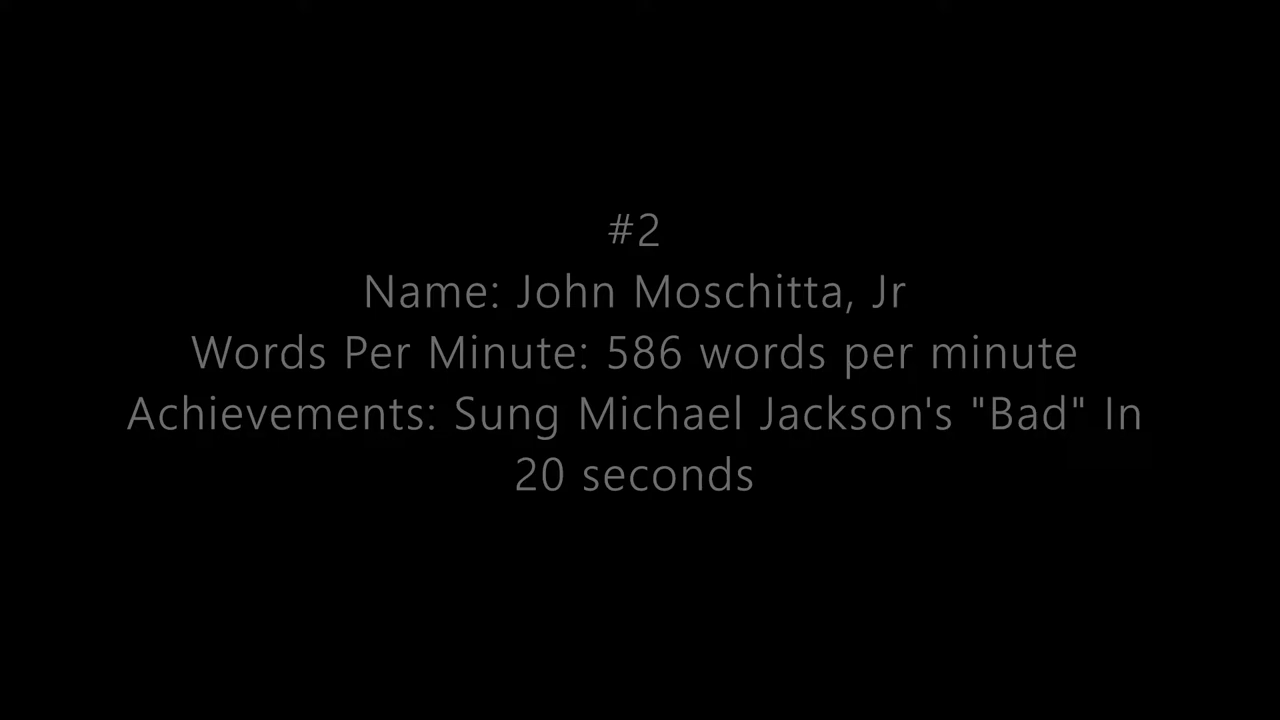 #2
Name: John Moschitta, Jr
Words Per Minute: 586 words per minute
Achievements: Sung Michael Jackson's "Bad" In
20 seconds